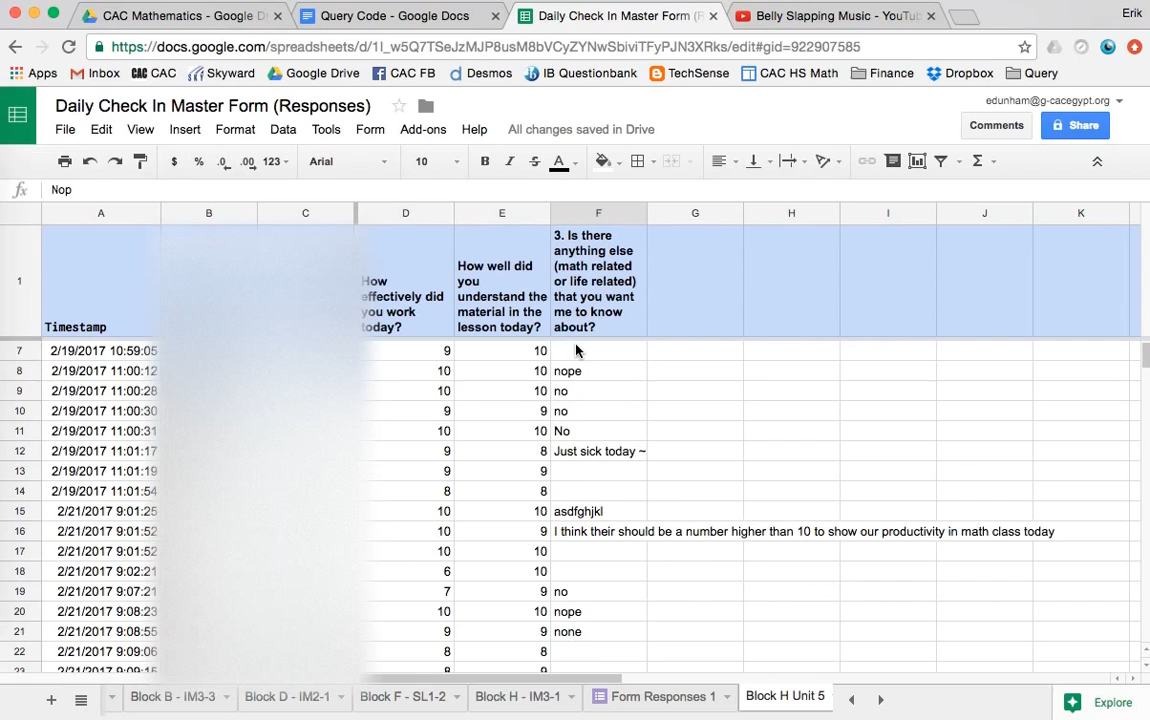 CAC Mathematics - Google D
Query Code - Google Docs
Daily Check In Master Form (R
Belly Slapping Music - YouTu
Erik
https://docs.google.com/spreadsheets/d/1I_w5Q7TSeJzMJP8usM8bVCyZYNwSbiviTFyPJN3XRks/edit#gid=922907585
Apps Inbox CAC CAC Skyward Google Drive CAC FB Desmos IB Questionbank TechSense CAC HS Math Finance Dropbox Query
Daily Check In Master Form (Responses)
edunham@g-cacegypt.org
File Edit View Insert Format Data Tools Form Add-ons Help All changes saved in Drive
Comments Share
$ % .0 .00 123 Arial 10 B I S A
fx Nop
A B C D E F G H I J K
1 Timestamp
How effectively did you work today?
How well did you understand the material in the lesson today?
3. Is there anything else (math related or life related) that you want me to know about?
7 2/19/2017 10:59:05 9 10
8 2/19/2017 11:00:12 10 10 nope
9 2/19/2017 11:00:28 10 10 no
10 2/19/2017 11:00:30 9 9 no
11 2/19/2017 11:00:31 10 10 No
12 2/19/2017 11:01:17 9 8 Just sick today ~
13 2/19/2017 11:01:19 9 9
14 2/19/2017 11:01:54 8 8
15 2/21/2017 9:01:25 10 10 asdfghjkl
16 2/21/2017 9:01:52 10 9 I think their should be a number higher than 10 to show our productivity in math class today
17 2/21/2017 9:01:52 10 10
18 2/21/2017 9:02:21 6 10
19 2/21/2017 9:07:21 7 9 no
20 2/21/2017 9:08:23 10 10 nope
21 2/21/2017 9:08:55 9 9 none
22 2/21/2017 9:09:06 8 8
23 2/21/2017 9:09:15 8 9
Block B - IM3-3 Block D - IM2-1 Block F - SL1-2 Block H - IM3-1 Form Responses 1 Block H Unit 5
Explore